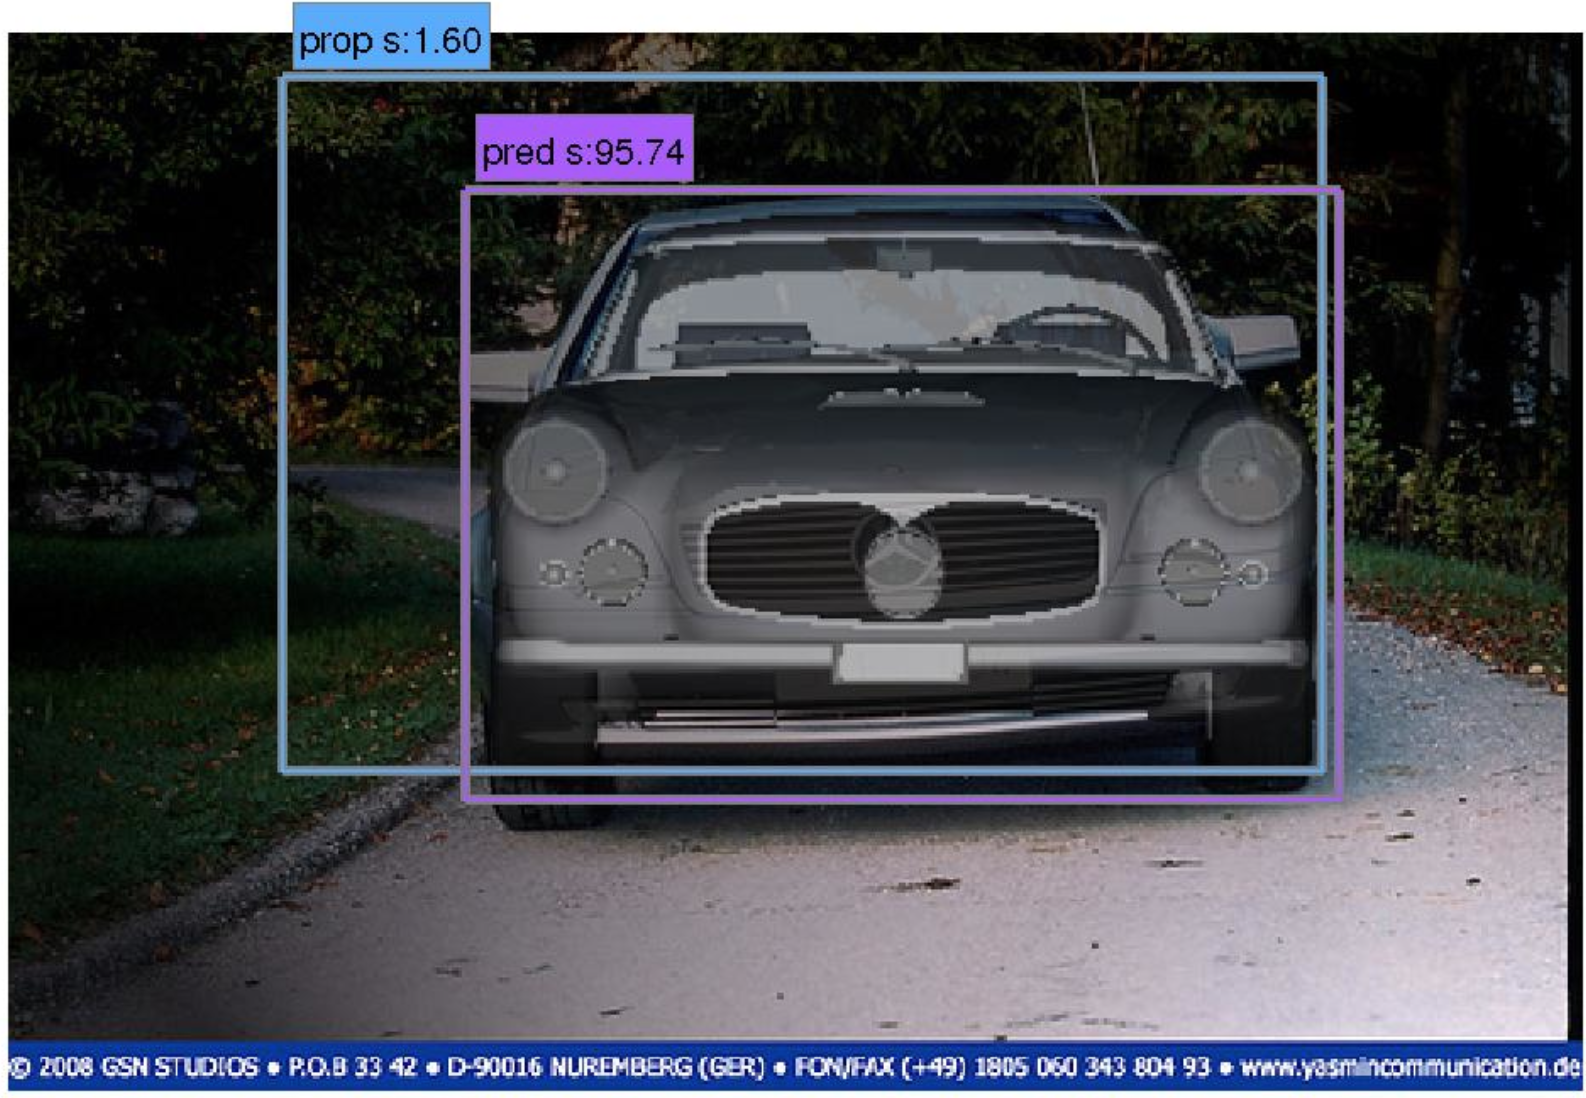 prop s:1.60
pred s:95.74
© 2008 GSN STUDIOS • P.O.B 33 42 • D-90016 NUREMBERG (GER) • FON/FAX (+49) 1805 060 343 804 93 • www.yasmincommunication.de